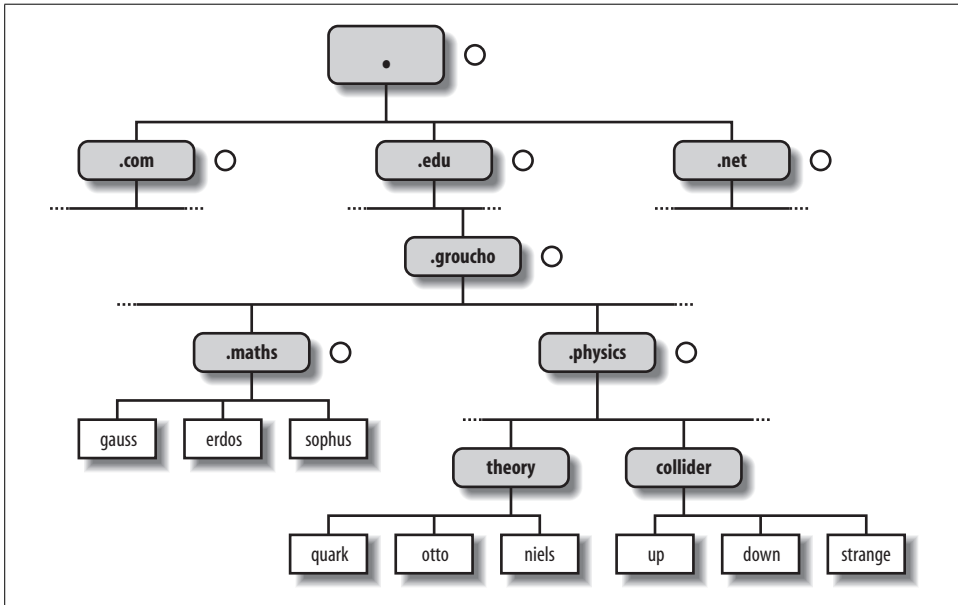 .
.com .edu .net
.groucho
.maths .physics
gauss erdos sophus
theory collider
quark otto niels up down strange